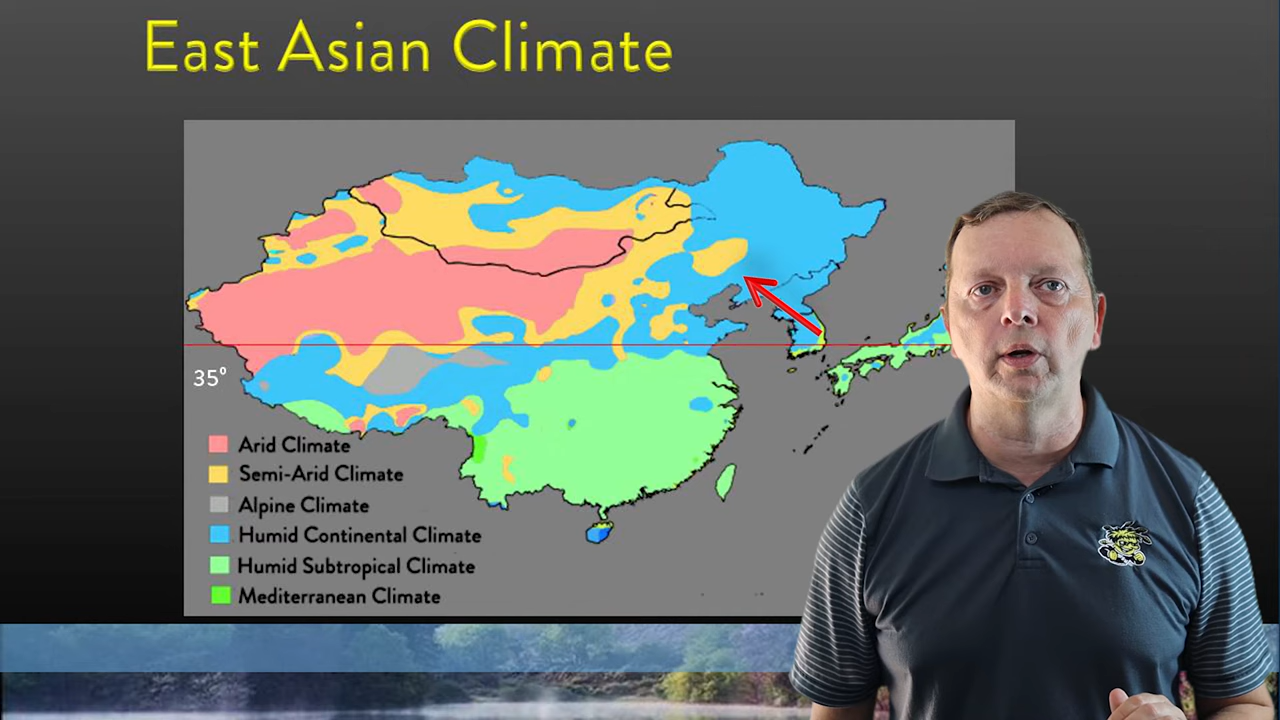 East Asian Climate
35°
Arid Climate
Semi-Arid Climate
Alpine Climate
Humid Continental Climate
Humid Subtropical Climate
Mediterranean Climate